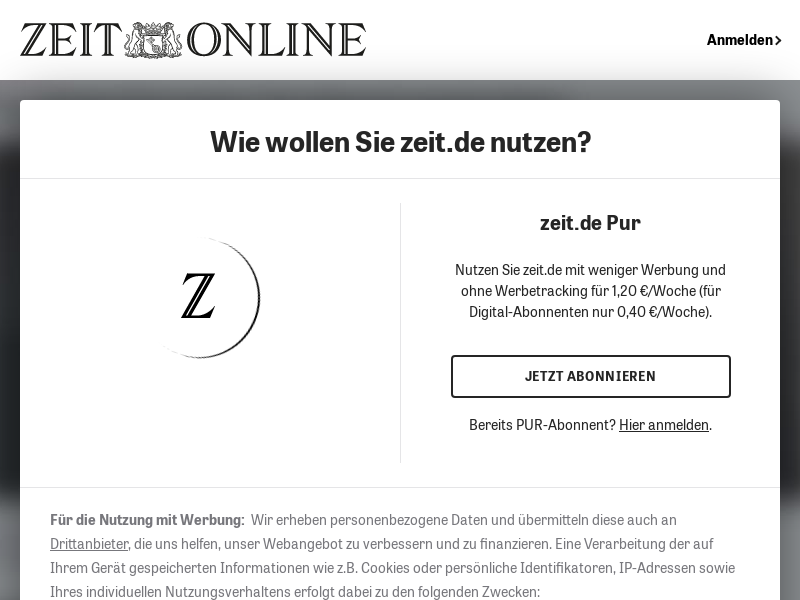 ZEIT ONLINE
Anmelden
Wie wollen Sie zeit.de nutzen?
Z
zeit.de Pur
Nutzen Sie zeit.de mit weniger Werbung und
ohne Werbetracking für 1,20 €/Woche (für
Digital-Abonnenten nur 0,40 €/Woche).
JETZT ABONNIEREN
Bereits PUR-Abonnent? Hier anmelden.
Für die Nutzung mit Werbung: Wir erheben personenbezogene Daten und übermitteln diese auch an
Drittanbieter, die uns helfen, unser Webangebot zu verbessern und zu finanzieren. Eine Verarbeitung der auf
Ihrem Gerät gespeicherten Informationen wie z.B. Cookies oder persönliche Identifikatoren, IP-Adressen sowie
Ihres individuellen Nutzungsverhaltens erfolgt dabei zu den folgenden Zwecken: